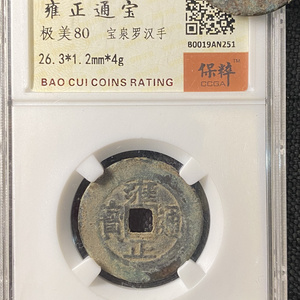 雍正通宝
极美80 宝泉罗汉手
26.3*1.2mm*4g
BAO CUI COINS RATING
80019AN251
保粹
CCGA
雍正通寶